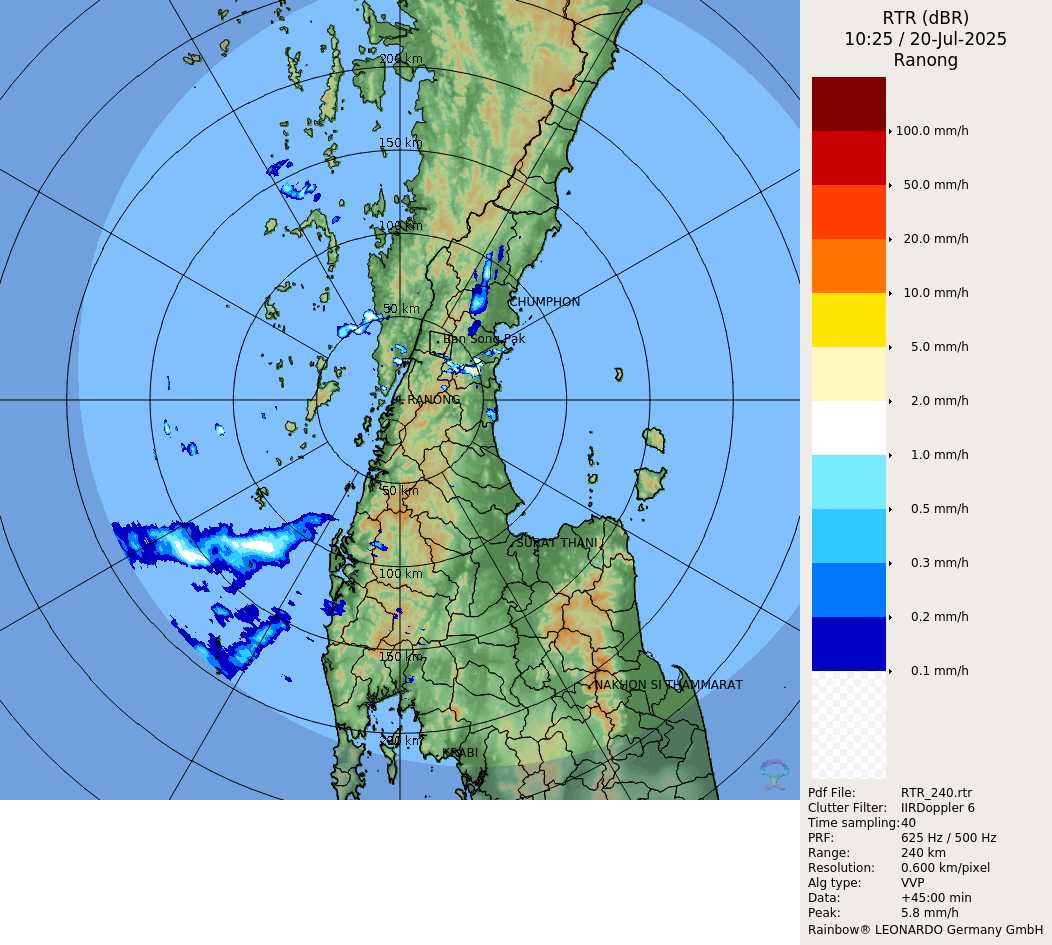 RTR (dBR)
10:25 / 20-Jul-2025
Ranong
100.0 mm/h
50.0 mm/h
20.0 mm/h
10.0 mm/h
5.0 mm/h
2.0 mm/h
1.0 mm/h
0.5 mm/h
0.3 mm/h
0.2 mm/h
0.1 mm/h
200 km
150 km
100 km
50 km
CHUMPHON
Ban Song Pak
RANONG
50 km
SURAT THANI
100 km
150 km
NAKHON SI THAMMARAT
200 km
KRABI
Pdf File: RTR_240.rtr
Clutter Filter: IIRDoppler 6
Time sampling:40
PRF: 625 Hz / 500 Hz
Range: 240 km
Resolution: 0.600 km/pixel
Alg type: VVP
Data: +45:00 min
Peak: 5.8 mm/h
Rainbow® LEONARDO Germany GmbH